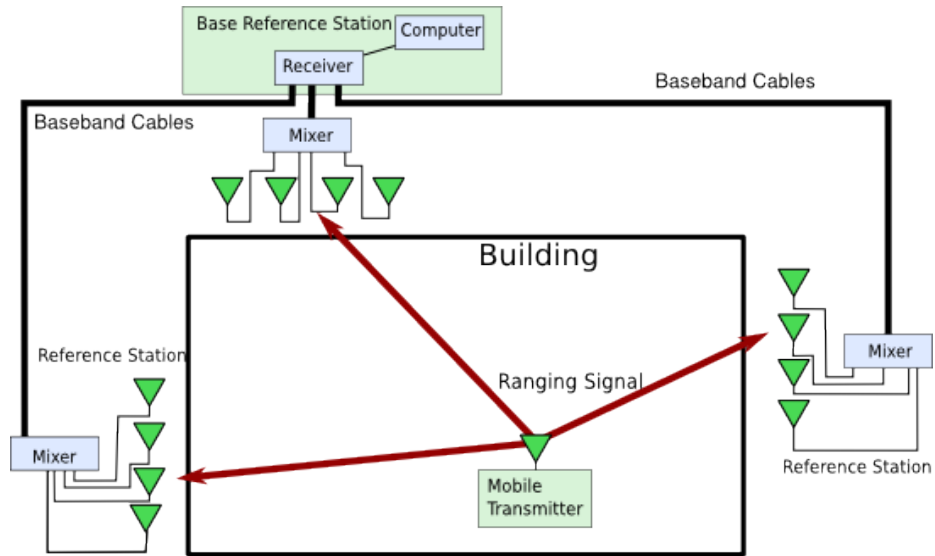 Base Reference Station
Computer
Receiver
Baseband Cables
Baseband Cables
Mixer
Building
Reference Station
Mixer
Ranging Signal
Mixer
Reference Station
Mobile
Transmitter